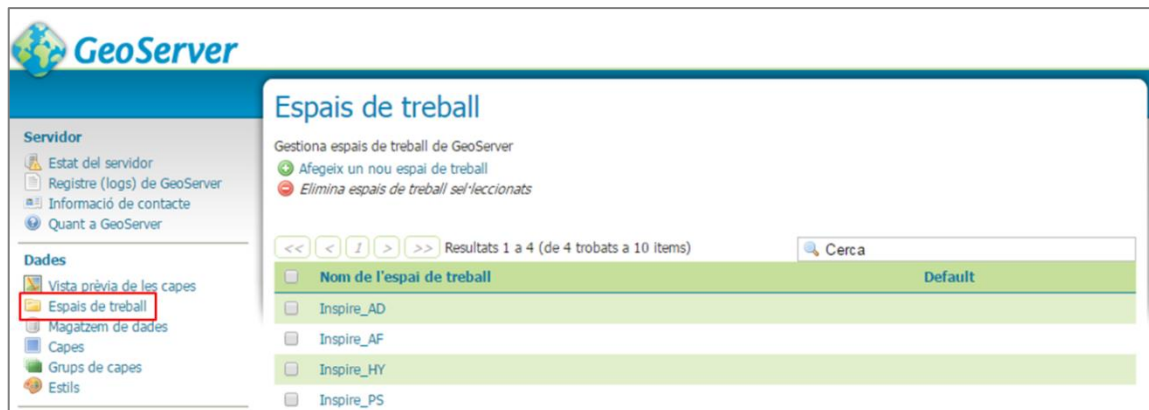 GeoServer
Servidor
Estat del servidor
Registre (logs) de GeoServer
Informació de contacte
Quant a GeoServer
Dades
Vista prèvia de les capes
Espais de treball
Magatzem de dades
Capes
Grups de capes
Estils
Espais de treball
Gestiona espais de treball de GeoServer
Afegeix un nou espai de treball
Elimina espais de treball sel·leccionats
<< < 1 > >> Resultats 1 a 4 (de 4 trobats a 10 items) Cerca
Nom de l'espai de treball Default
Inspire_AD
Inspire_AF
Inspire_HY
Inspire_PS